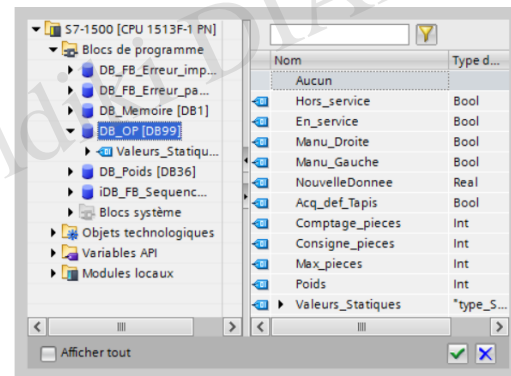 S7-1500 [CPU 1513F-1 PN]
Blocs de programme
DB_FB_Erreur_imp...
DB_FB_Erreur_pa...
DB_Memoire [DB1]
DB_OP [DB99]
Valeurs_Statiqu...
DB_Poids [DB36]
iDB_FB_Sequenc...
Blocs système
Objets technologiques
Variables API
Modules locaux
Nom Type d...
Aucun
Hors_service Bool
En_service Bool
Manu_Droite Bool
Manu_Gauche Bool
NouvelleDonnee Real
Acq_def_Tapis Bool
Comptage_pieces Int
Consigne_pieces Int
Max_pieces Int
Poids Int
Valeurs_Statiques "type_S...
Afficher tout